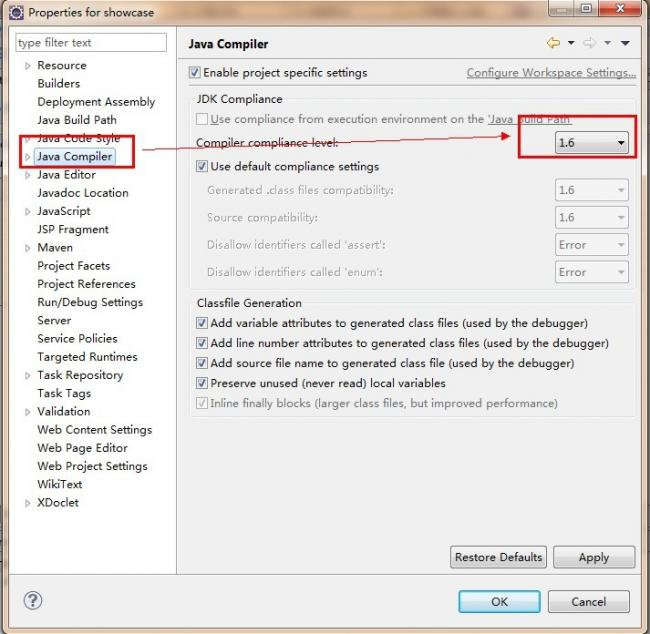 Properties for showcase
type filter text
Resource
Builders
Deployment Assembly
Java Build Path
Java Code Style
Java Compiler
Java Editor
Javadoc Location
JavaScript
JSP Fragment
Maven
Project Facets
Project References
Run/Debug Settings
Server
Service Policies
Targeted Runtimes
Task Repository
Task Tags
Validation
Web Content Settings
Web Page Editor
Web Project Settings
WikiText
XDoclet
Java Compiler
Enable project specific settings Configure Workspace Settings...
JDK Compliance
Use compliance from execution environment on the 'Java Build Path'
Compiler compliance level: 1.6
Use default compliance settings
Generated .class files compatibility: 1.6
Source compatibility: 1.6
Disallow identifiers called 'assert': Error
Disallow identifiers called 'enum': Error
Classfile Generation
Add variable attributes to generated class files (used by the debugger)
Add line number attributes to generated class files (used by the debugger)
Add source file name to generated class file (used by the debugger)
Preserve unused (never read) local variables
Inline finally blocks (larger class files, but improved performance)
Restore Defaults Apply
OK Cancel